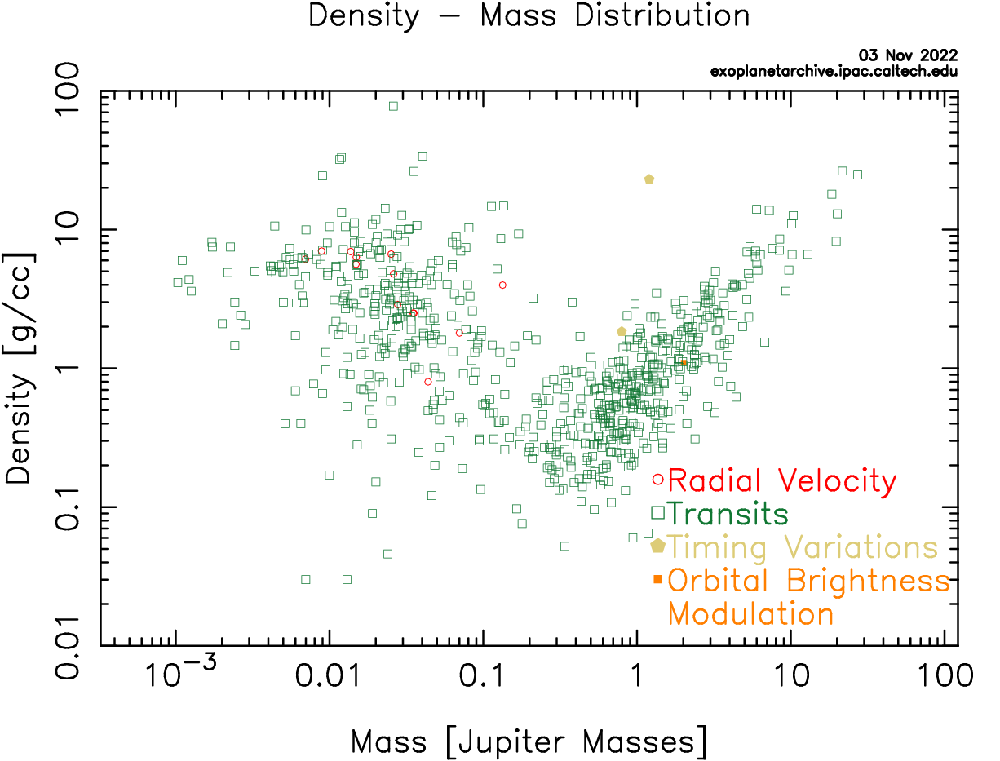 Density – Mass Distribution
03 Nov 2022
exoplanetarchive.ipac.caltech.edu
100
10
1
0.1
0.01
Density [g/cc]
Radial Velocity
Transits
Timing Variations
Orbital Brightness
Modulation
10⁻³ 0.01 0.1 1 10 100
Mass [Jupiter Masses]